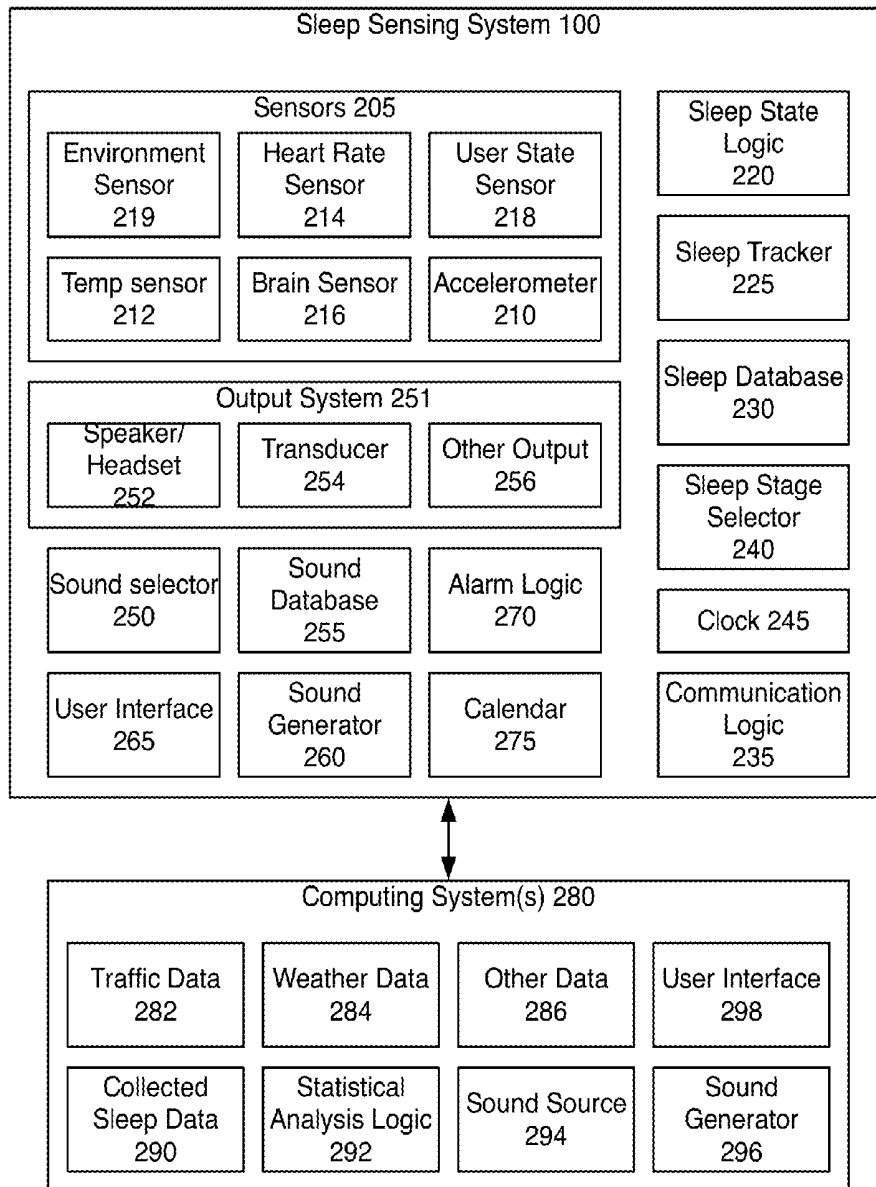 Sleep Sensing System 100
Sensors 205
Environment
Sensor
219
Heart Rate
Sensor
214
User State
Sensor
218
Temp sensor
212
Brain Sensor
216
Accelerometer
210
Output System 251
Speaker/
Headset
252
Transducer
254
Other Output
256
Sound selector
250
Sound
Database
255
Alarm Logic
270
User Interface
265
Sound
Generator
260
Calendar
275
Sleep State
Logic
220
Sleep Tracker
225
Sleep Database
230
Sleep Stage
Selector
240
Clock 245
Communication
Logic
235
Computing System(s) 280
Traffic Data
282
Weather Data
284
Other Data
286
User Interface
298
Collected
Sleep Data
290
Statistical
Analysis Logic
292
Sound Source
294
Sound
Generator
296